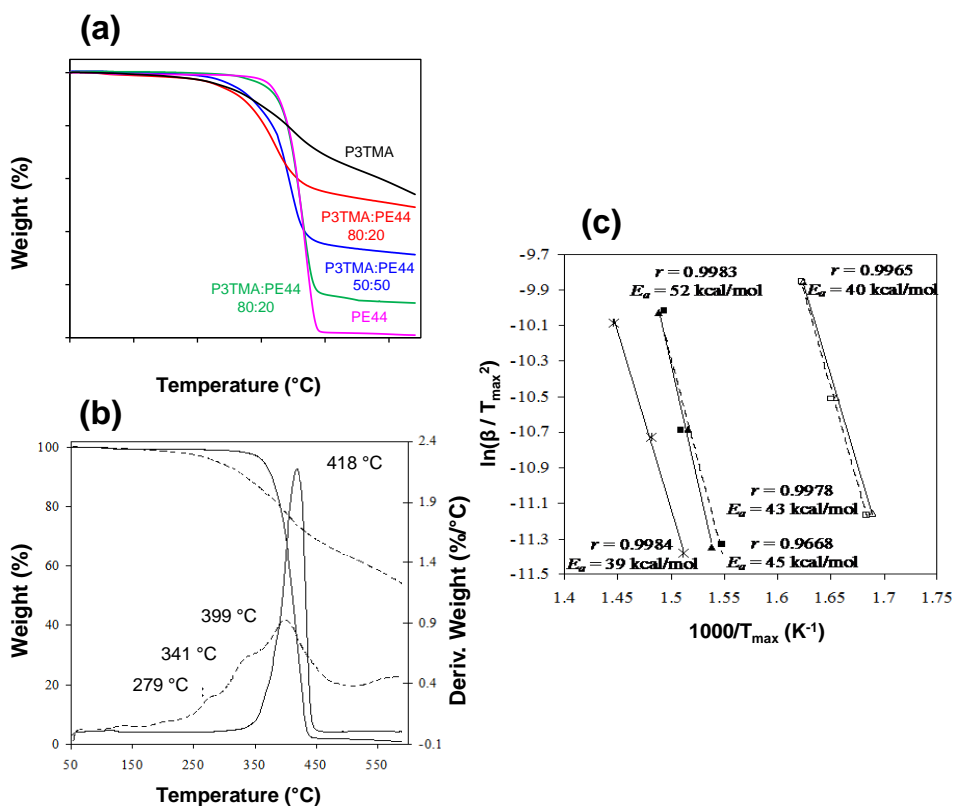 (a)
Weight (%)
P3TMA
P3TMA:PE44
80:20
P3TMA:PE44
50:50
P3TMA:PE44
80:20
PE44
Temperature (°C)
(b)
Weight (%)
100
80
60
40
20
0
418 °C
399 °C
341 °C
279 °C
2.4
1.9
1.4
0.9
0.4
-0.1
Deriv. Weight (%/°C)
50
150
250
350
450
550
Temperature (°C)
(c)
ln(β / Tmax²)
-9.7
-9.9
-10.1
-10.3
-10.5
-10.7
-10.9
-11.1
-11.3
-11.5
r = 0.9983
Ea = 52 kcal/mol
r = 0.9965
Ea = 40 kcal/mol
r = 0.9978
Ea = 43 kcal/mol
r = 0.9984
Ea = 39 kcal/mol
r = 0.9668
Ea = 45 kcal/mol
1.4
1.45
1.5
1.55
1.6
1.65
1.7
1.75
1000/Tmax (K⁻¹)